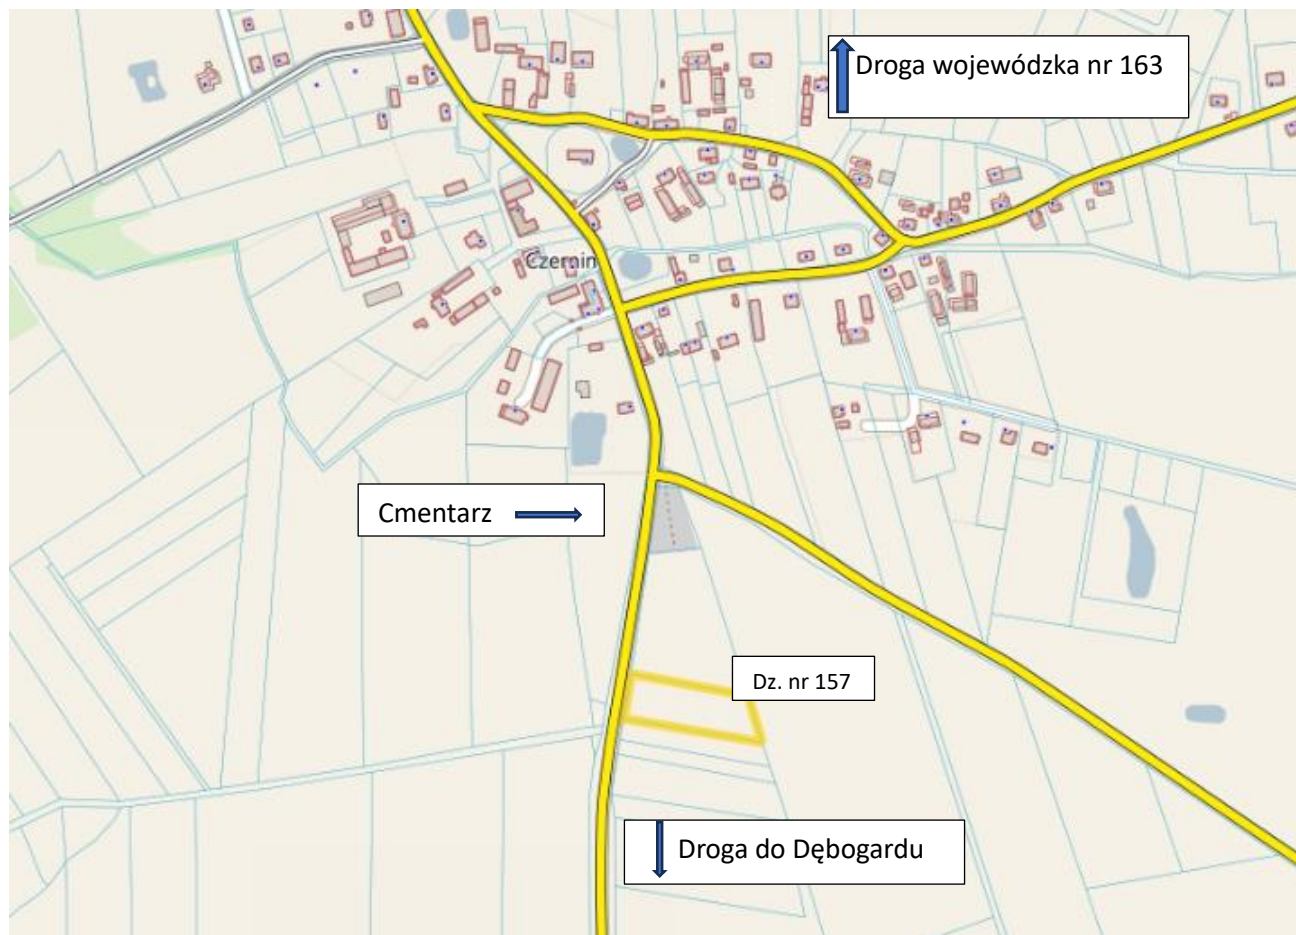 Droga wojewódzka nr 163
Czernin
Cmentarz
Dz. nr 157
Droga do Dębogardu